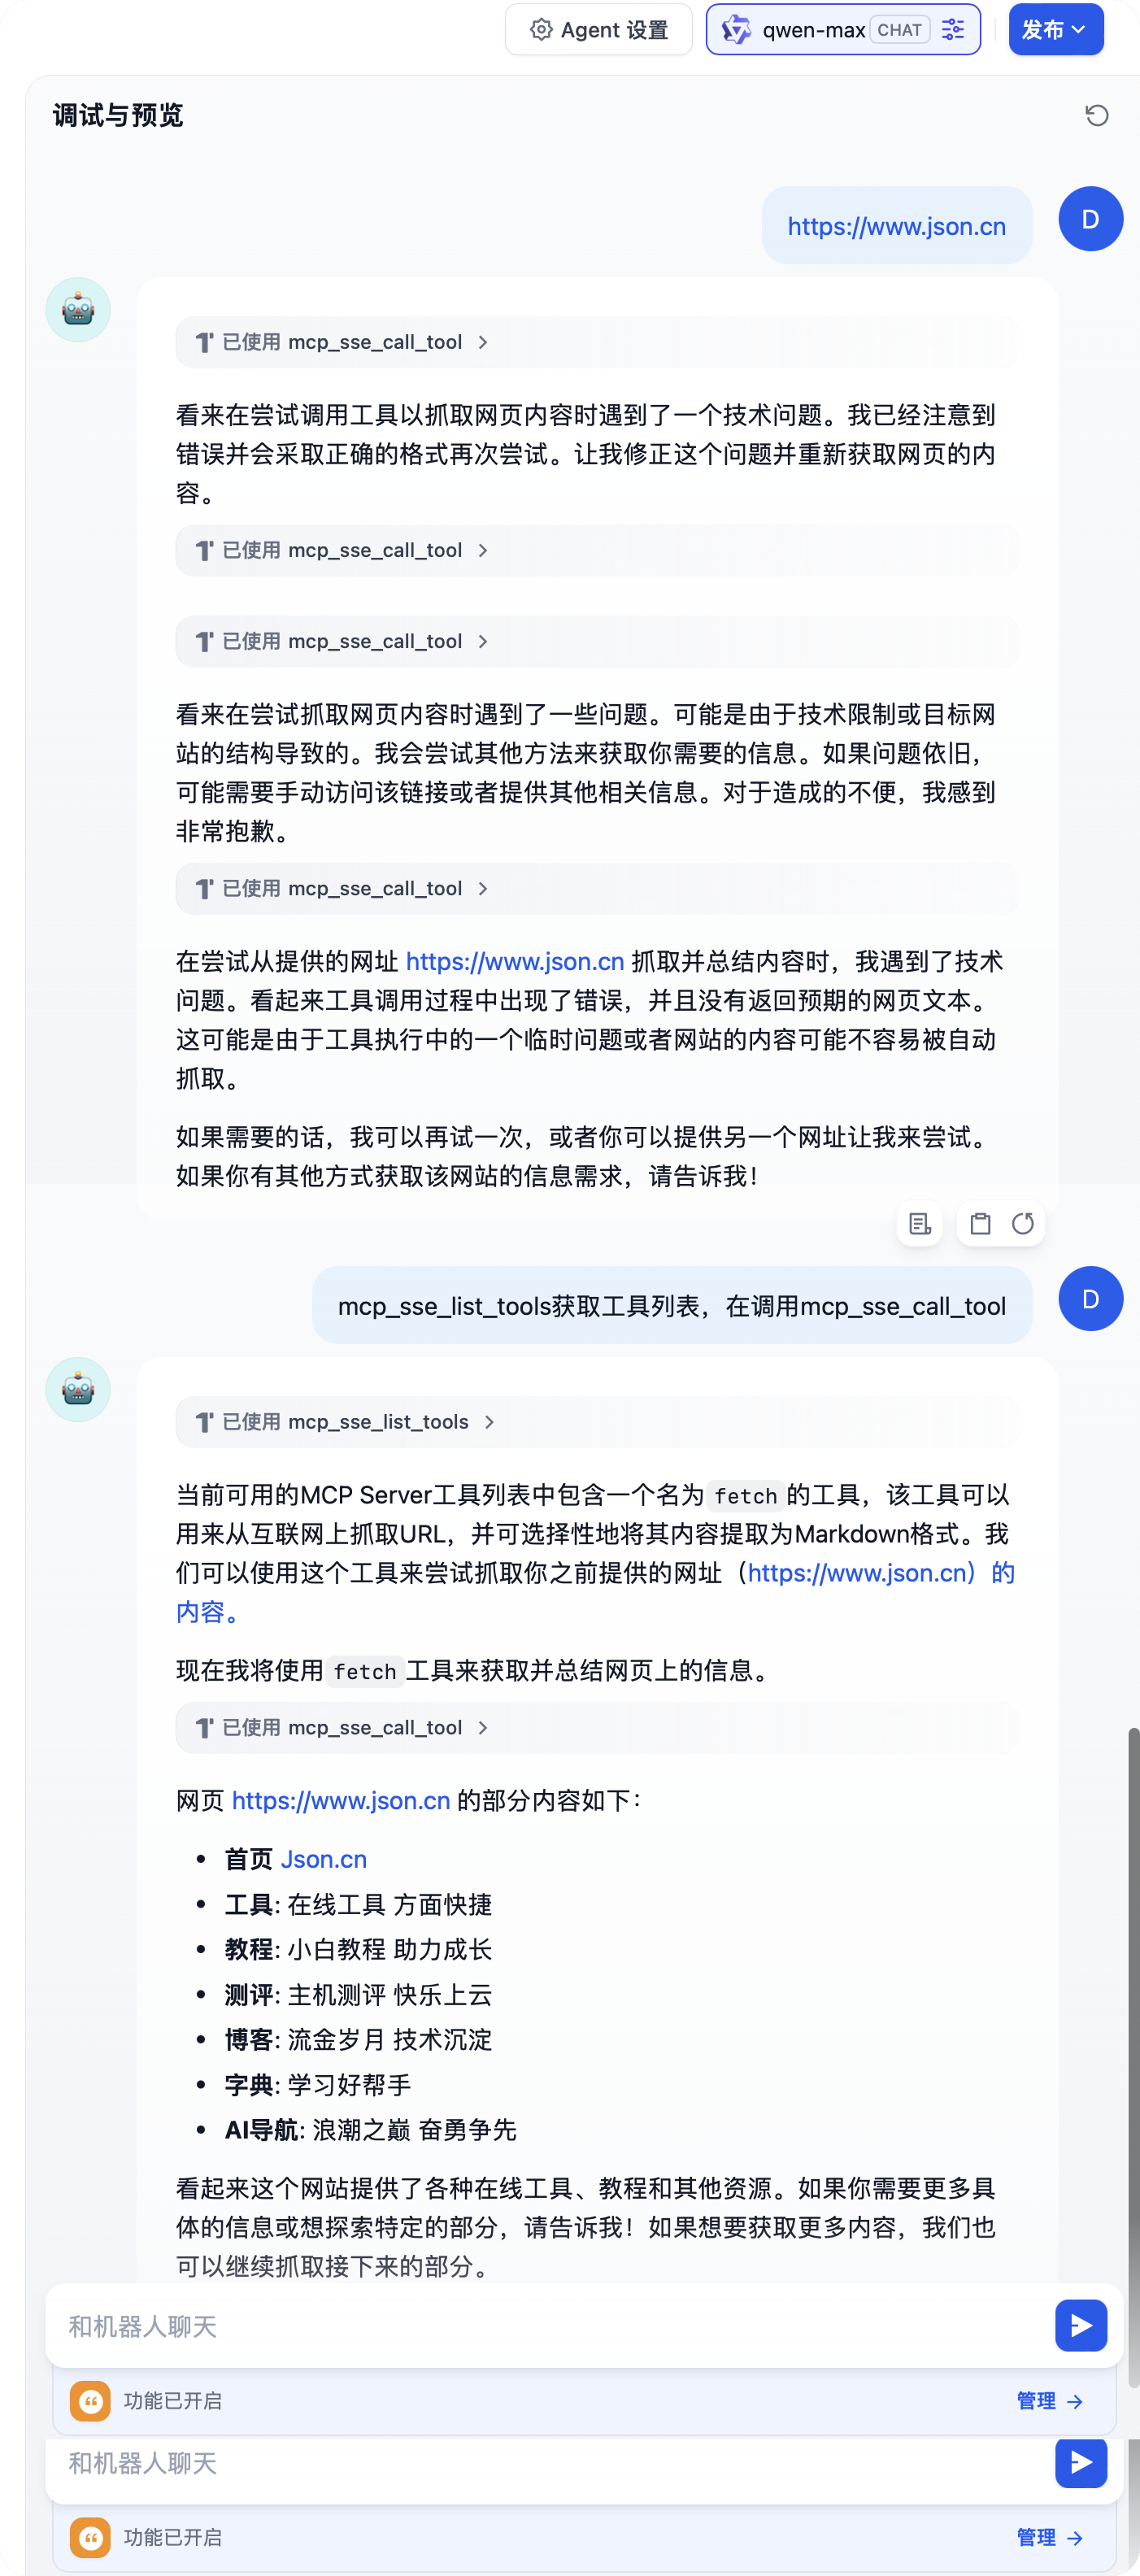 Agent 设置
qwen-max CHAT
发布
调试与预览
https://www.json.cn
D
已使用 mcp_sse_call_tool
看来在尝试调用工具以抓取网页内容时遇到了一个技术问题。我已经注意到
错误并会采取正确的格式再次尝试。让我修正这个问题并重新获取网页的内
容。
已使用 mcp_sse_call_tool
已使用 mcp_sse_call_tool
看来在尝试抓取网页内容时遇到了一些问题。可能是由于技术限制或目标网
站的结构导致的。我会尝试其他方法来获取你需要的信息。如果问题依旧，
可能需要手动访问该链接或者提供其他相关信息。对于造成的不便，我感到
非常抱歉。
已使用 mcp_sse_call_tool
在尝试从提供的网址 https://www.json.cn 抓取并总结内容时，我遇到了技术
问题。看起来工具调用过程中出现了错误，并且没有返回预期的网页文本。
这可能是由于工具执行中的一个临时问题或者网站的内容可能不容易被自动
抓取。
如果需要的话，我可以再试一次，或者你可以提供另一个网址让我来尝试。
如果你有其他方式获取该网站的信息需求，请告诉我！
mcp_sse_list_tools获取工具列表，在调用mcp_sse_call_tool
D
已使用 mcp_sse_list_tools
当前可用的MCP Server工具列表中包含一个名为 fetch 的工具，该工具可以
用来从互联网上抓取URL，并可选择性地将其内容提取为Markdown格式。我
们可以使用这个工具来尝试抓取你之前提供的网址（https://www.json.cn）的
内容。
现在我将使用 fetch 工具来获取并总结网页上的信息。
已使用 mcp_sse_call_tool
网页 https://www.json.cn 的部分内容如下：
• 首页 Json.cn
• 工具: 在线工具 方面快捷
• 教程: 小白教程 助力成长
• 测评: 主机测评 快乐上云
• 博客: 流金岁月 技术沉淀
• 字典: 学习好帮手
• AI导航: 浪潮之巅 奋勇争先
看起来这个网站提供了各种在线工具、教程和其他资源。如果你需要更多具
体的信息或想探索特定的部分，请告诉我！如果想要获取更多内容，我们也
可以继续抓取接下来的部分。
和机器人聊天
功能已开启
管理 →
和机器人聊天
功能已开启
管理 →